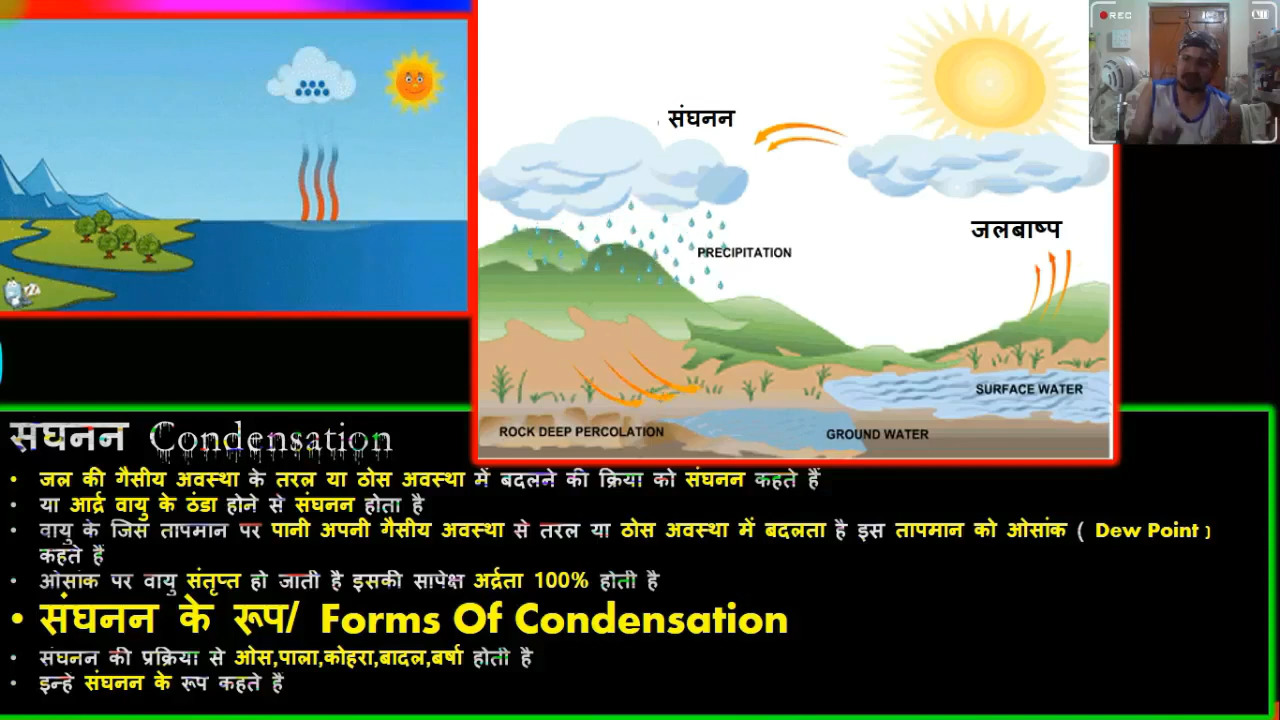 REC
संघनन
जलबाष्प
PRECIPITATION
SURFACE WATER
ROCK DEEP PERCOLATION
GROUND WATER
संघनन Condensation
• जल की गैसीय अवस्था के तरल या ठोस अवस्था में बदलने की क्रिया को संघनन कहते हैं
• या आर्द्र वायु के ठंडा होने से संघनन होता है
• वायु के जिस तापमान पर पानी अपनी गैसीय अवस्था से तरल या ठोस अवस्था में बदलता है इस तापमान को ओसांक ( Dew Point )
कहते हैं
• ओसांक पर वायु संतृप्त हो जाती है इसकी सापेक्ष अर्द्रता 100% होती है
• संघनन के रूप/ Forms Of Condensation
• संघनन की प्रक्रिया से ओस,पाला,कोहरा,बादल,बर्षा होती है
• इन्हे संघनन के रूप कहते हैं